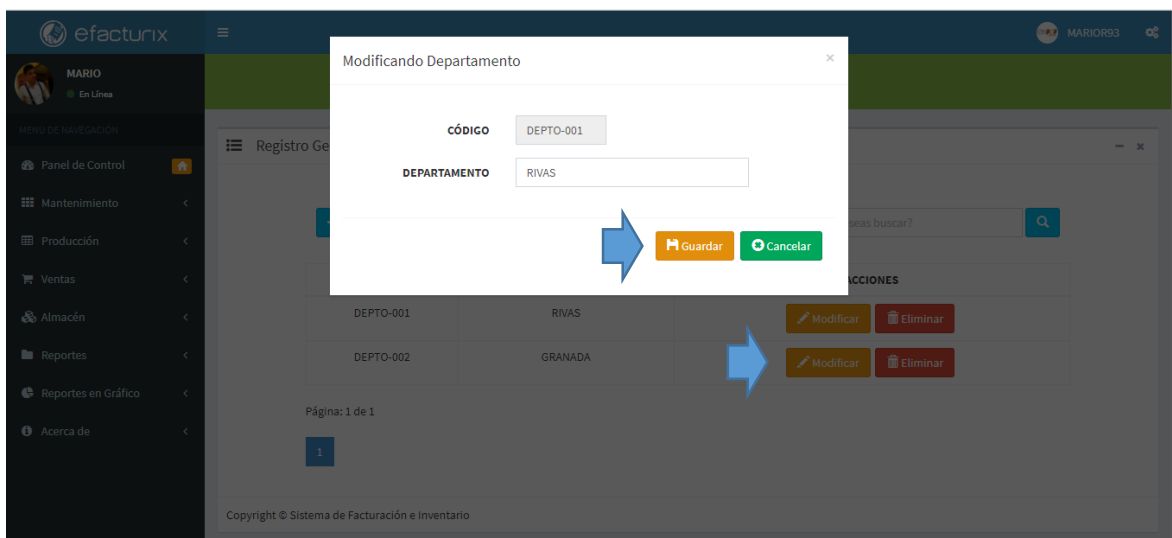 efacturix
MARIOR93
MARIO
En Línea
MENU DE NAVEGACIÓN
Panel de Control
Mantenimiento
Producción
Ventas
Almacén
Reportes
Reportes en Gráfico
Acerca de
Modificando Departamento ×
CÓDIGO DEPTO-001
DEPARTAMENTO RIVAS
Guardar Cancelar
Registro Ge
buscar?
ACCIONES
DEPTO-001 RIVAS Modificar Eliminar
DEPTO-002 GRANADA Modificar Eliminar
Página: 1 de 1
1
Copyright © Sistema de Facturación e Inventario